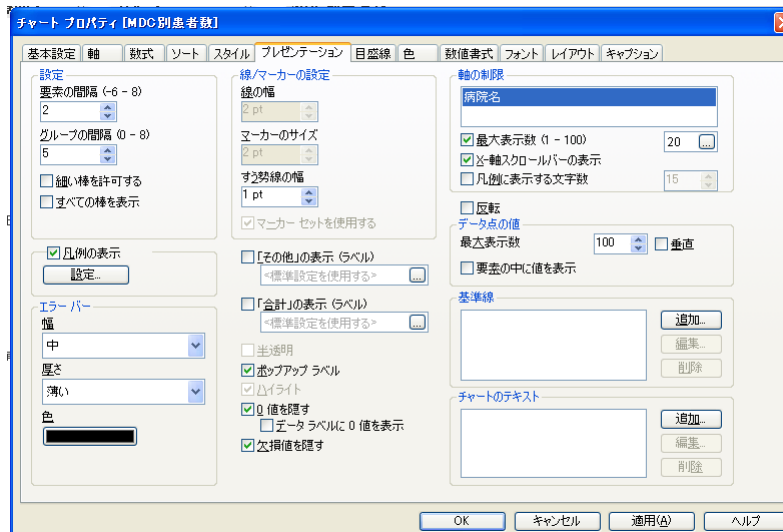 チャート プロパティ [MDC別患者数]
基本設定 軸 数式 ソート スタイル プレゼンテーション 目盛線 色 数値書式 フォント レイアウト キャプション
設定
要素の間隔 (-6 - 8)
2
グループの間隔 (0 - 8)
5
細い棒を許可する
すべての棒を表示
凡例の表示
設定...
エラー バー
幅
中
厚さ
薄い
色
線/マーカーの設定
線の幅
2 pt
マーカーのサイズ
2 pt
すう勢線の幅
1 pt
マーカー セットを使用する
「その他」の表示 (ラベル)
<標準設定を使用する>
...
「合計」の表示 (ラベル)
<標準設定を使用する>
...
半透明
ポップアップ ラベル
ハイライト
0 値を隠す
データ ラベルに 0 値を表示
欠損値を隠す
軸の制限
病院名
最大表示数 (1 - 100) 20 ...
X-軸スクロールバーの表示
凡例に表示する文字数 15
反転
データ点の値
最大表示数 100 垂直
要素の中に値を表示
基準線
追加...
編集...
削除
チャートのテキスト
追加...
編集...
削除
OK キャンセル 適用(A) ヘルプ